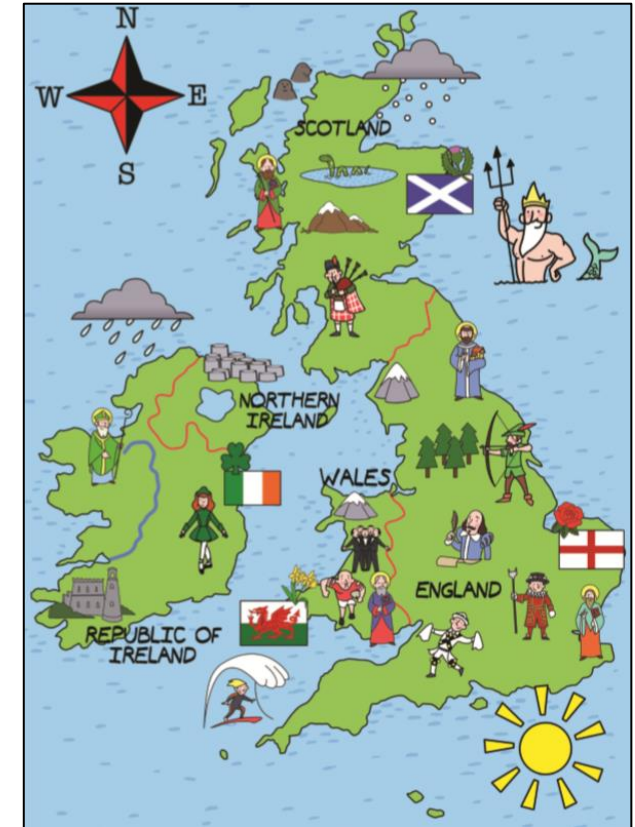 N
W E
S
SCOTLAND
NORTHERN
IRELAND
WALES
ENGLAND
REPUBLIC OF
IRELAND